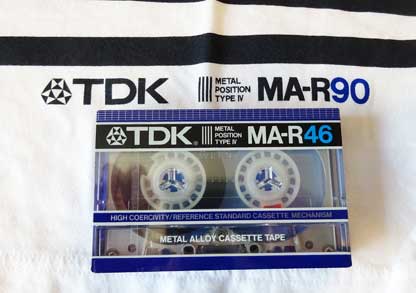 TDK METAL POSITION TYPE IV MA-R90
TDK METAL POSITION TYPE IV MA-R46
HIGH COERCIVITY/REFERENCE STANDARD CASSETTE MECHANISM
METAL ALLOY CASSETTE TAPE